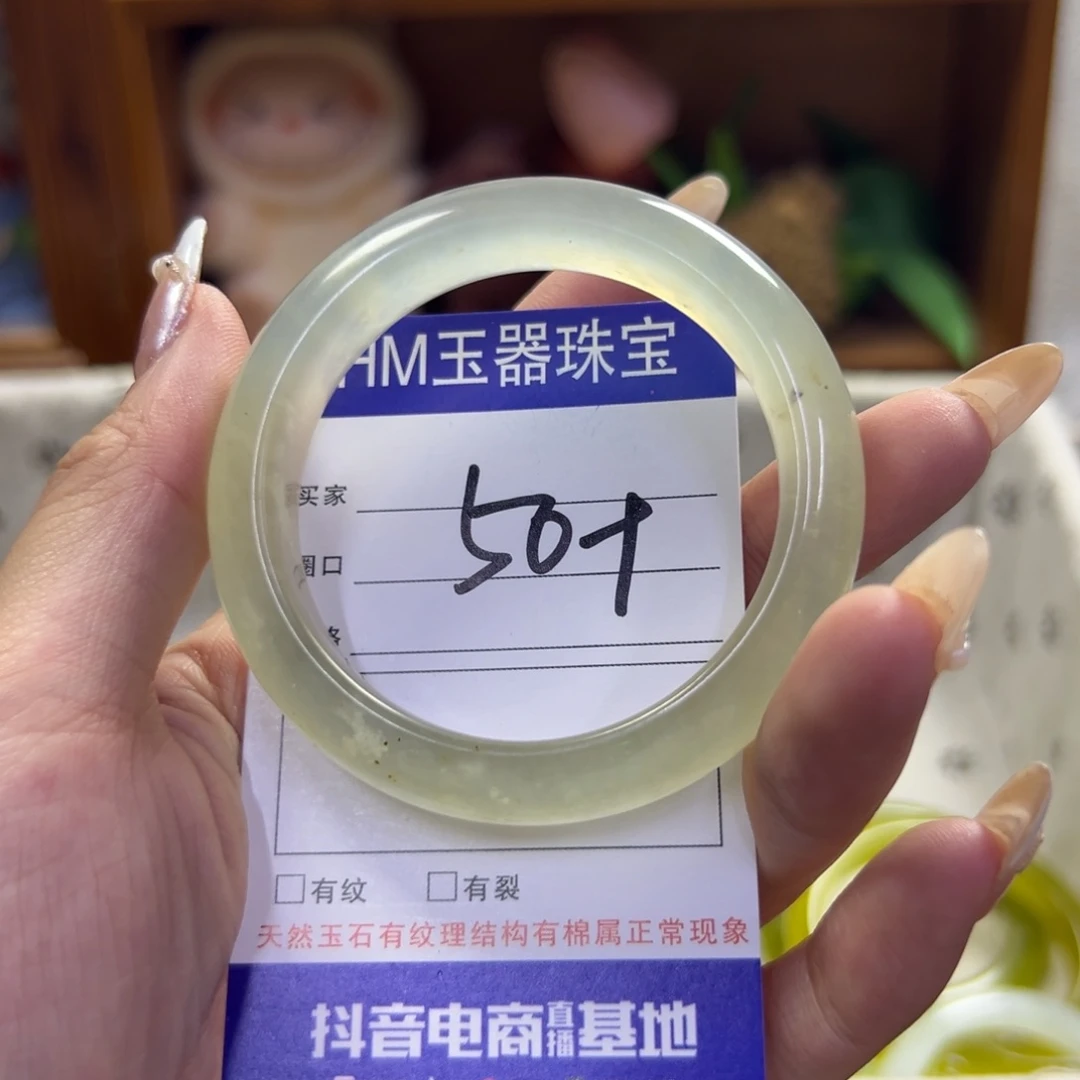 HM玉器珠宝
买家
50+
圈口
格
□有纹 □有裂
天然玉石有纹理结构有棉属正常现象
抖音电商直播基地